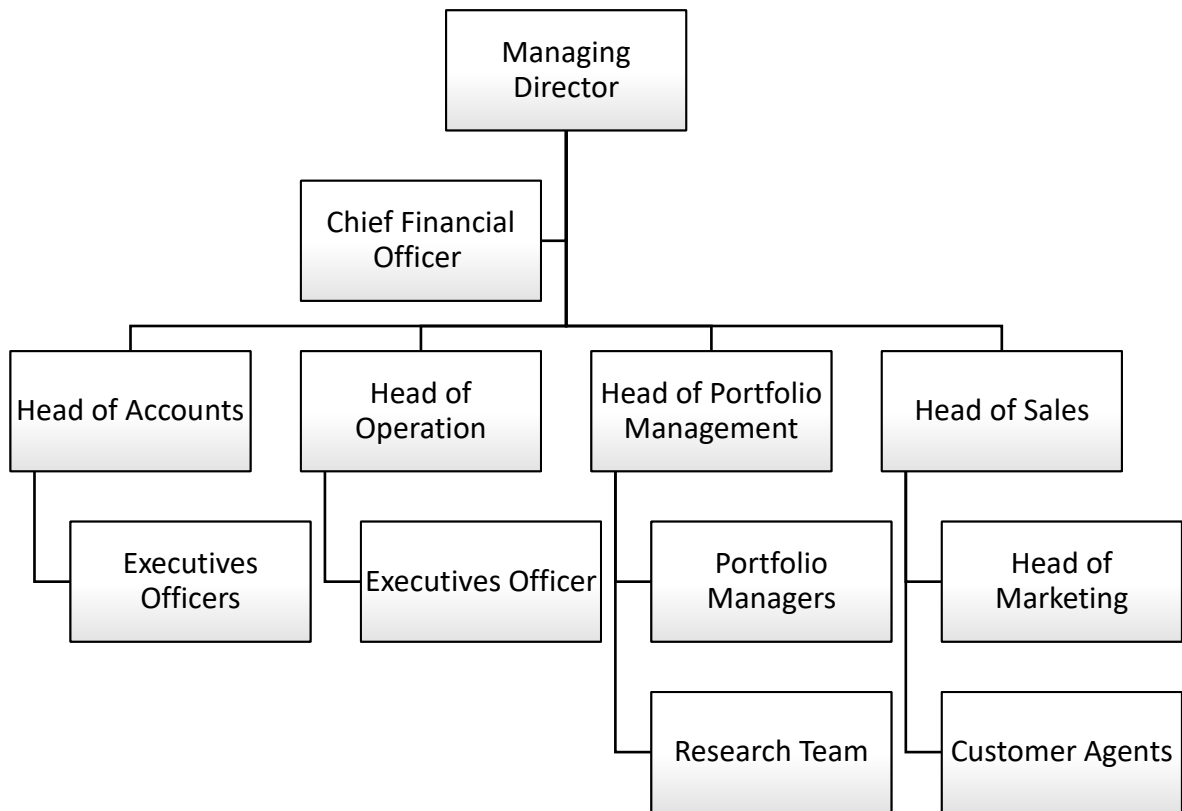 Managing
Director
Chief Financial
Officer
Head of Accounts
Head of
Operation
Head of Portfolio
Management
Head of Sales
Executives
Officers
Executives Officer
Portfolio
Managers
Head of
Marketing
Research Team
Customer Agents